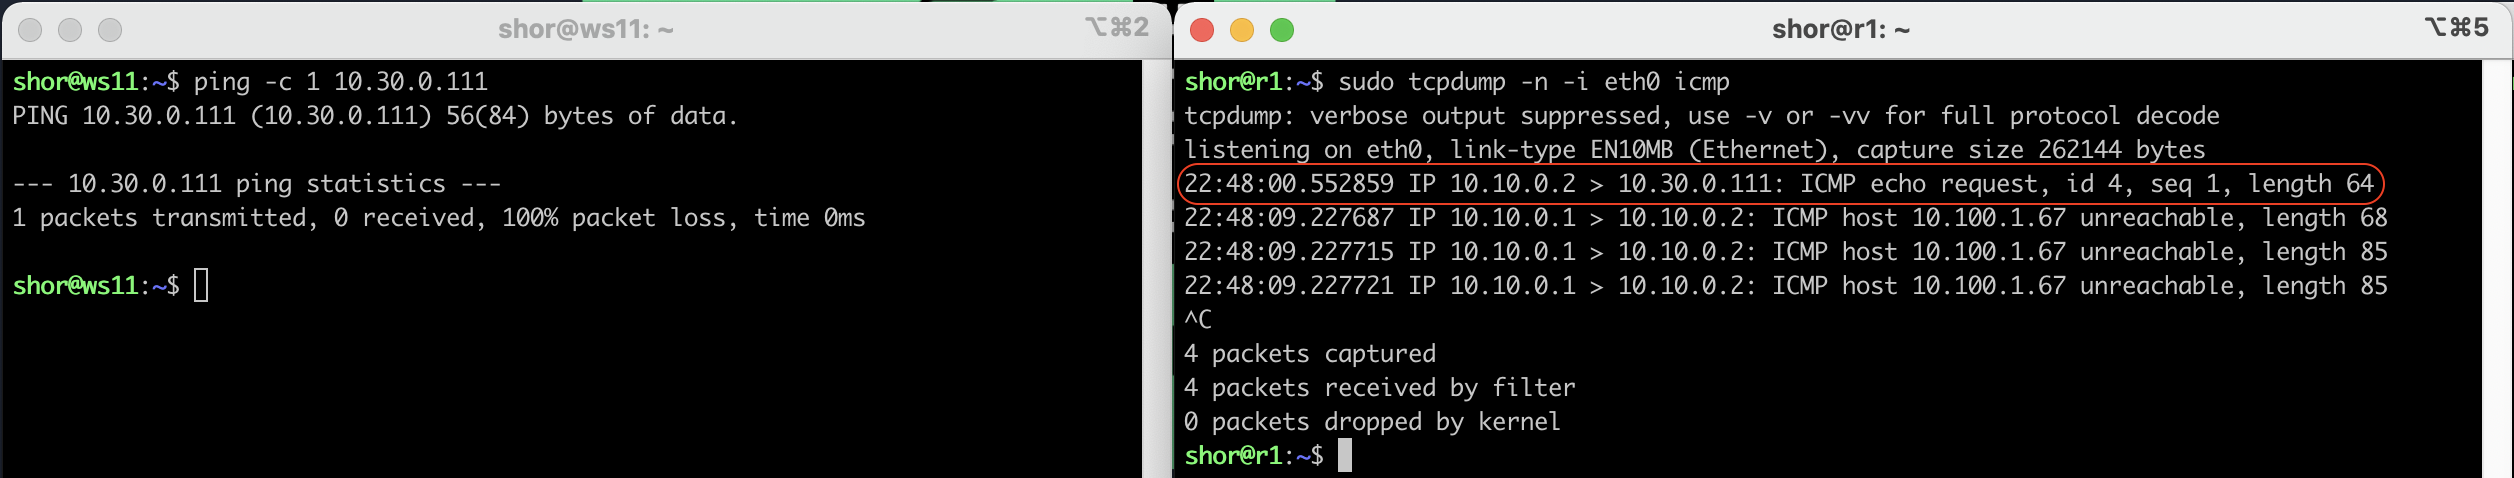 shor@ws11: ~
⌥⌘2
shor@ws11:~$ ping -c 1 10.30.0.111
PING 10.30.0.111 (10.30.0.111) 56(84) bytes of data.
--- 10.30.0.111 ping statistics ---
1 packets transmitted, 0 received, 100% packet loss, time 0ms
shor@ws11:~$
shor@r1: ~
⌥⌘5
shor@r1:~$ sudo tcpdump -n -i eth0 icmp
tcpdump: verbose output suppressed, use -v or -vv for full protocol decode
listening on eth0, link-type EN10MB (Ethernet), capture size 262144 bytes
22:48:00.552859 IP 10.10.0.2 > 10.30.0.111: ICMP echo request, id 4, seq 1, length 64
22:48:09.227687 IP 10.10.0.1 > 10.10.0.2: ICMP host 10.100.1.67 unreachable, length 68
22:48:09.227715 IP 10.10.0.1 > 10.10.0.2: ICMP host 10.100.1.67 unreachable, length 85
22:48:09.227721 IP 10.10.0.1 > 10.10.0.2: ICMP host 10.100.1.67 unreachable, length 85
^C
4 packets captured
4 packets received by filter
0 packets dropped by kernel
shor@r1:~$